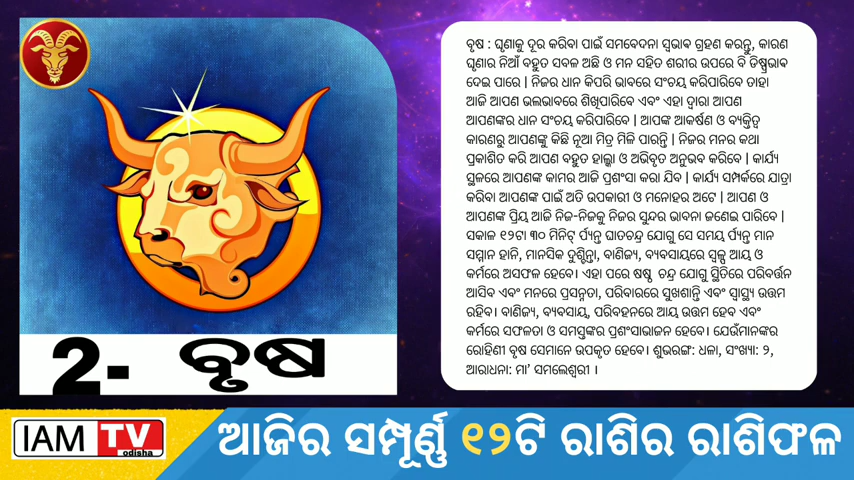 ବୃଷ : ଘୃଣାକୁ ଦୂର କରିବା ପାଇଁ ସମବେଦନା ସ୍ୱଭାଵ ଗ୍ରହଣ କରନ୍ତୁ, କାରଣ
ଘୃଣାର ନିଆଁ ବହୁତ ସବଳ ଅଛି ଓ ମନ ସହିତ ଶରୀର ଉପରେ ବି ତିଷ୍ପ୍ରଭାଵ
ଦେଇ ପାରେ | ନିଜର ଧାନ କିପରି ଭାବରେ ସଂଚୟ କରିପାରିବେ ତାହା
ଆଜି ଆପଣ ଭଲଭାବରେ ଶିଖିପାରିବେ ଏବଂ ଏହା ଦ୍ୱାରା ଆପଣ
ଆପଣଙ୍କର ଧାନ ସଂଚୟ କରିପାରିବେ | ଆପଙ୍କ ଆକର୍ଷଣ ଓ ବ୍ୟକ୍ତିତ୍ୱ
କାରଣରୁ ଆପଣଙ୍କୁ କିଛି ନୂଆ ମିତ୍ର ମିଳି ପାରନ୍ତି | ନିଜର ମନର କଥା
ପ୍ରକାଶିତ କରି ଆପଣ ବହୁତ ହାଲ୍କା ଓ ଅଭିବୃତ ଅନୁଭବ କରିବେ | କାର୍ଯ୍ୟ
ସ୍ଥଳରେ ଆପଣଙ୍କ କାମର ଆଜି ପ୍ରଶଂସା କରା ଯିବ | କାର୍ଯ୍ୟ ସମ୍ପର୍କରେ ଯାତ୍ରା
କରିବା ଆପଣଙ୍କ ପାଇଁ ଅତି ଉପକାରୀ ଓ ମନୋହର ଅଟେ | ଆପଣ ଓ
ଆପଣଙ୍କ ପ୍ରିୟ ଆଜି ନିଜ-ନିଜକୁ ନିଜର ସୁନ୍ଦର ଭାବନା ଜଣେଇ ପାରିବେ |
ସକାଳ ୧୨ଟା ୩୦ ମିନିଟ୍ ର୍ପ୍ୟନ୍ତ ଘାତଚନ୍ଦ୍ର ଯୋଗୁ ସେ ସମୟ ର୍ପ୍ୟନ୍ତ ମାନ
ସମ୍ମାନ ହାନି, ମାନସିକ ଦୁଃଶ୍ଚିନ୍ତା, ବାଣିଜ୍ୟ, ବ୍ୟବସାୟରେ ସ୍ୱଳ୍ପ ଆୟ ଓ
କର୍ମରେ ଅସଫଳ ହେବେ। ଏହା ପରେ ଷଷ୍ଠ ଚନ୍ଦ୍ର ଯୋଗୁ ସ୍ଥିତିରେ ପରିବର୍ତ୍ତନ
ଆସିବ ଏବଂ ମନରେ ପ୍ରସନ୍ନତା, ପରିବାରରେ ସୁଖଶାନ୍ତି ଏବଂ ସ୍ୱାସ୍ଥ୍ୟ ଉତ୍ତମ
ରହିବ। ବାଣିଜ୍ୟ, ବ୍ୟବସାୟ, ପରିବହନରେ ଆୟ ଉତ୍ତମ ହେବ ଏବଂ
କର୍ମରେ ସଫଳତା ଓ ସମସ୍ତଙ୍କର ପ୍ରଶଂସାଭାଜନ ହେବେ। ଯେଉଁମାନଙ୍କର
ରୋହିଣୀ ବୃଷ ସେମାନେ ଉପକୃତ ହେବେ। ଶୁଭରଙ୍ଗ: ଧଳା, ସଂଖ୍ୟା: ୨,
ଆରାଧନା: ମା' ସମଲେଶ୍ୱରୀ ।
2- ବୃଷ
IAM TV
odisha
ଆଜିର ସମ୍ପୂର୍ଣ୍ଣ ୧୨ଟି ରାଶିର ରାଶିଫଳ